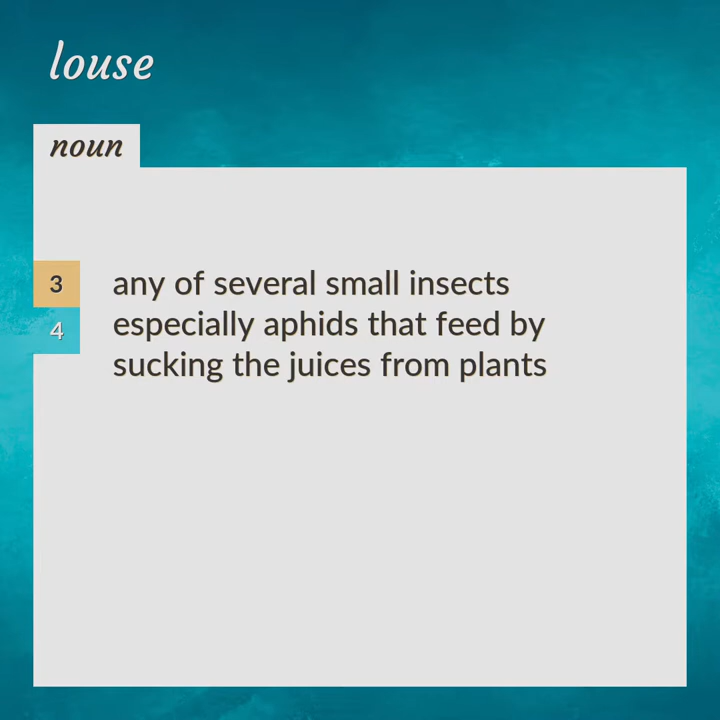 louse
noun
3
any of several small insects
especially aphids that feed by
4
sucking the juices from plants